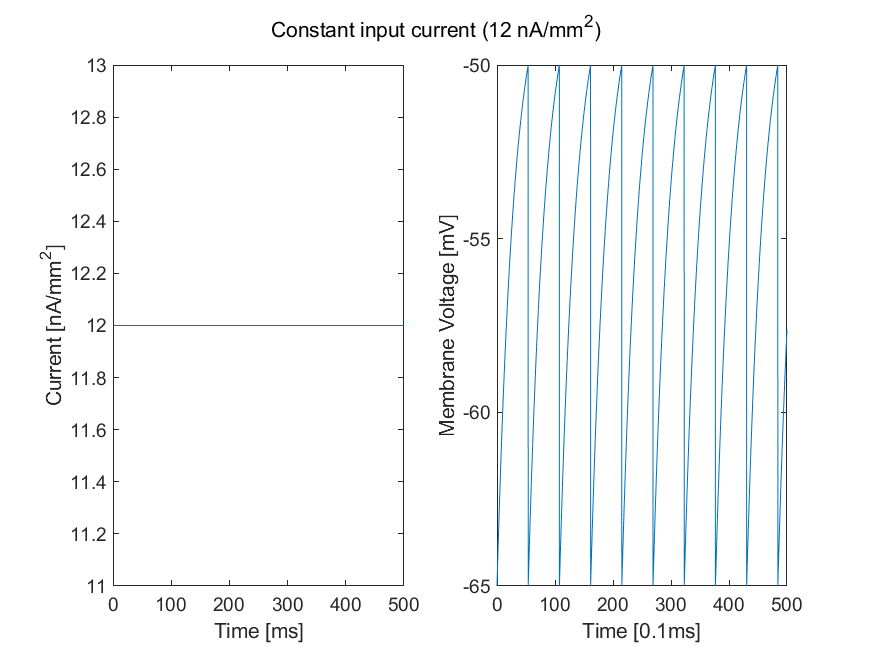 Constant input current (12 nA/mm²)
Current [nA/mm²]
13
12.8
12.6
12.4
12.2
12
11.8
11.6
11.4
11.2
11
0 100 200 300 400 500
Time [ms]
Membrane Voltage [mV]
-50
-55
-60
-65
0 100 200 300 400 500
Time [0.1ms]